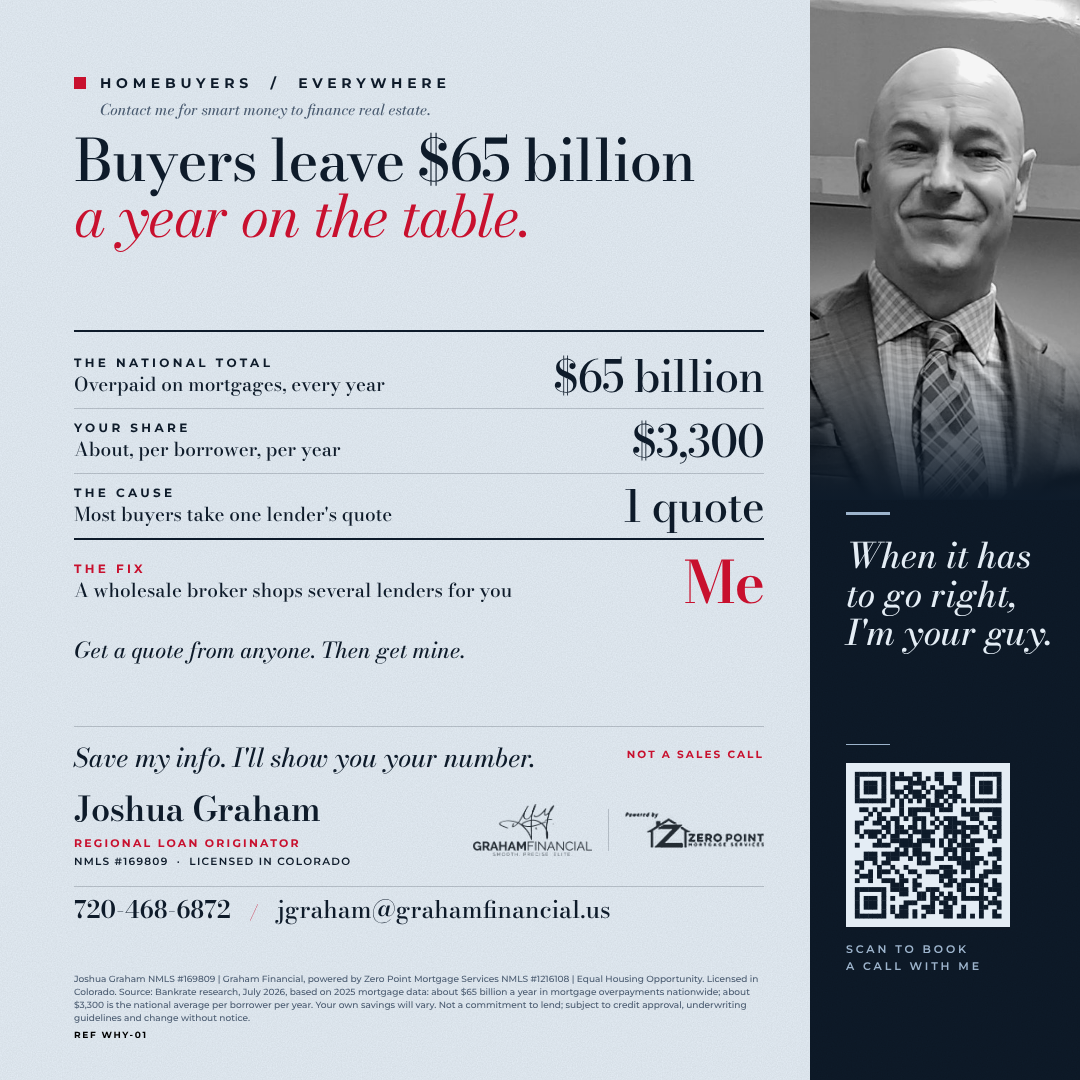 HOMEBUYERS / EVERYWHERE
Contact me for smart money to finance real estate.
Buyers leave $65 billion
a year on the table.
THE NATIONAL TOTAL
Overpaid on mortgages, every year
$65 billion
YOUR SHARE
About, per borrower, per year
$3,300
THE CAUSE
Most buyers take one lender's quote
1 quote
THE FIX
A wholesale broker shops several lenders for you
Me
Get a quote from anyone. Then get mine.
Save my info. I'll show you your number.
NOT A SALES CALL
Joshua Graham
REGIONAL LOAN ORIGINATOR
NMLS #169809 · LICENSED IN COLORADO
GRAHAMFINANCIAL
SMOOTH. PRECISE. ELITE.
Powered by
ZERO POINT
MORTGAGE SERVICES
720-468-6872 / jgraham@grahamfinancial.us
Joshua Graham NMLS #169809 | Graham Financial, powered by Zero Point Mortgage Services NMLS #1216108 | Equal Housing Opportunity. Licensed in
Colorado. Source: Bankrate research, July 2026, based on 2025 mortgage data: about $65 billion a year in mortgage overpayments nationwide; about
$3,300 is the national average per borrower per year. Your own savings will vary. Not a commitment to lend; subject to credit approval, underwriting
guidelines and change without notice.
REF WHY-01
When it has
to go right,
I'm your guy.
SCAN TO BOOK
A CALL WITH ME